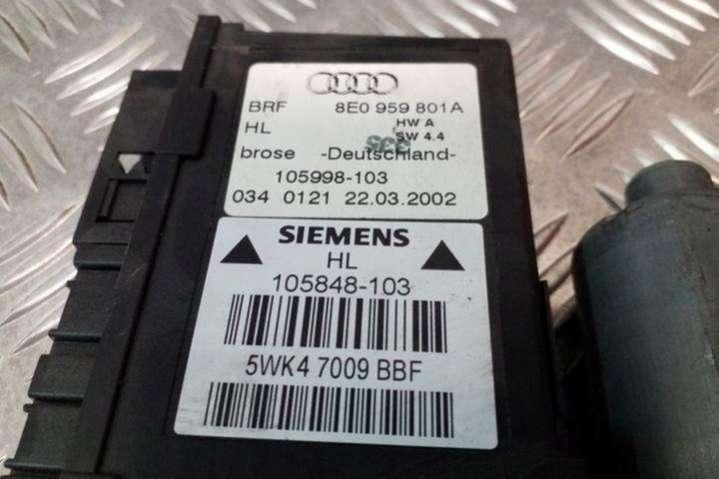 BRF 8E0 959 801A
HL HW A
SW 4.4
brose -Deutschland-
105998-103
034 0121 22.03.2002
SIEMENS
HL
105848-103
5WK4 7009 BBF